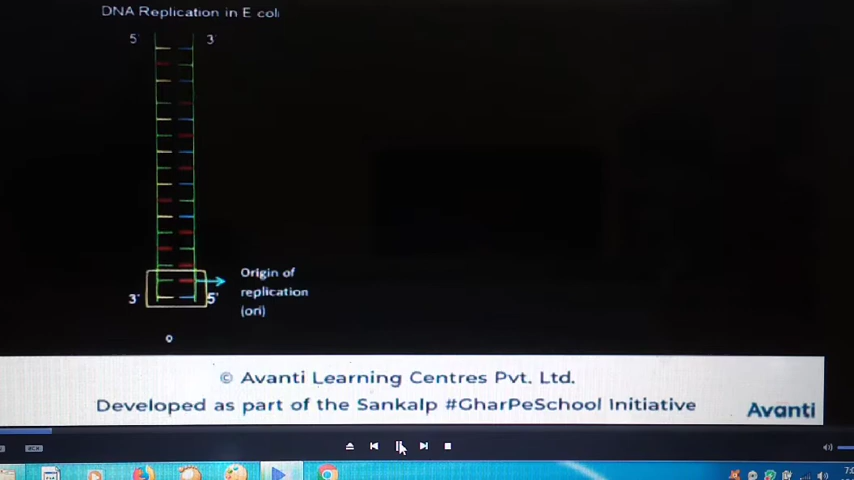 DNA Replication in E coli
5' 3'
Origin of
replication
(ori)
3' 5'
© Avanti Learning Centres Pvt. Ltd.
Developed as part of the Sankalp #GharPeSchool Initiative
Avanti